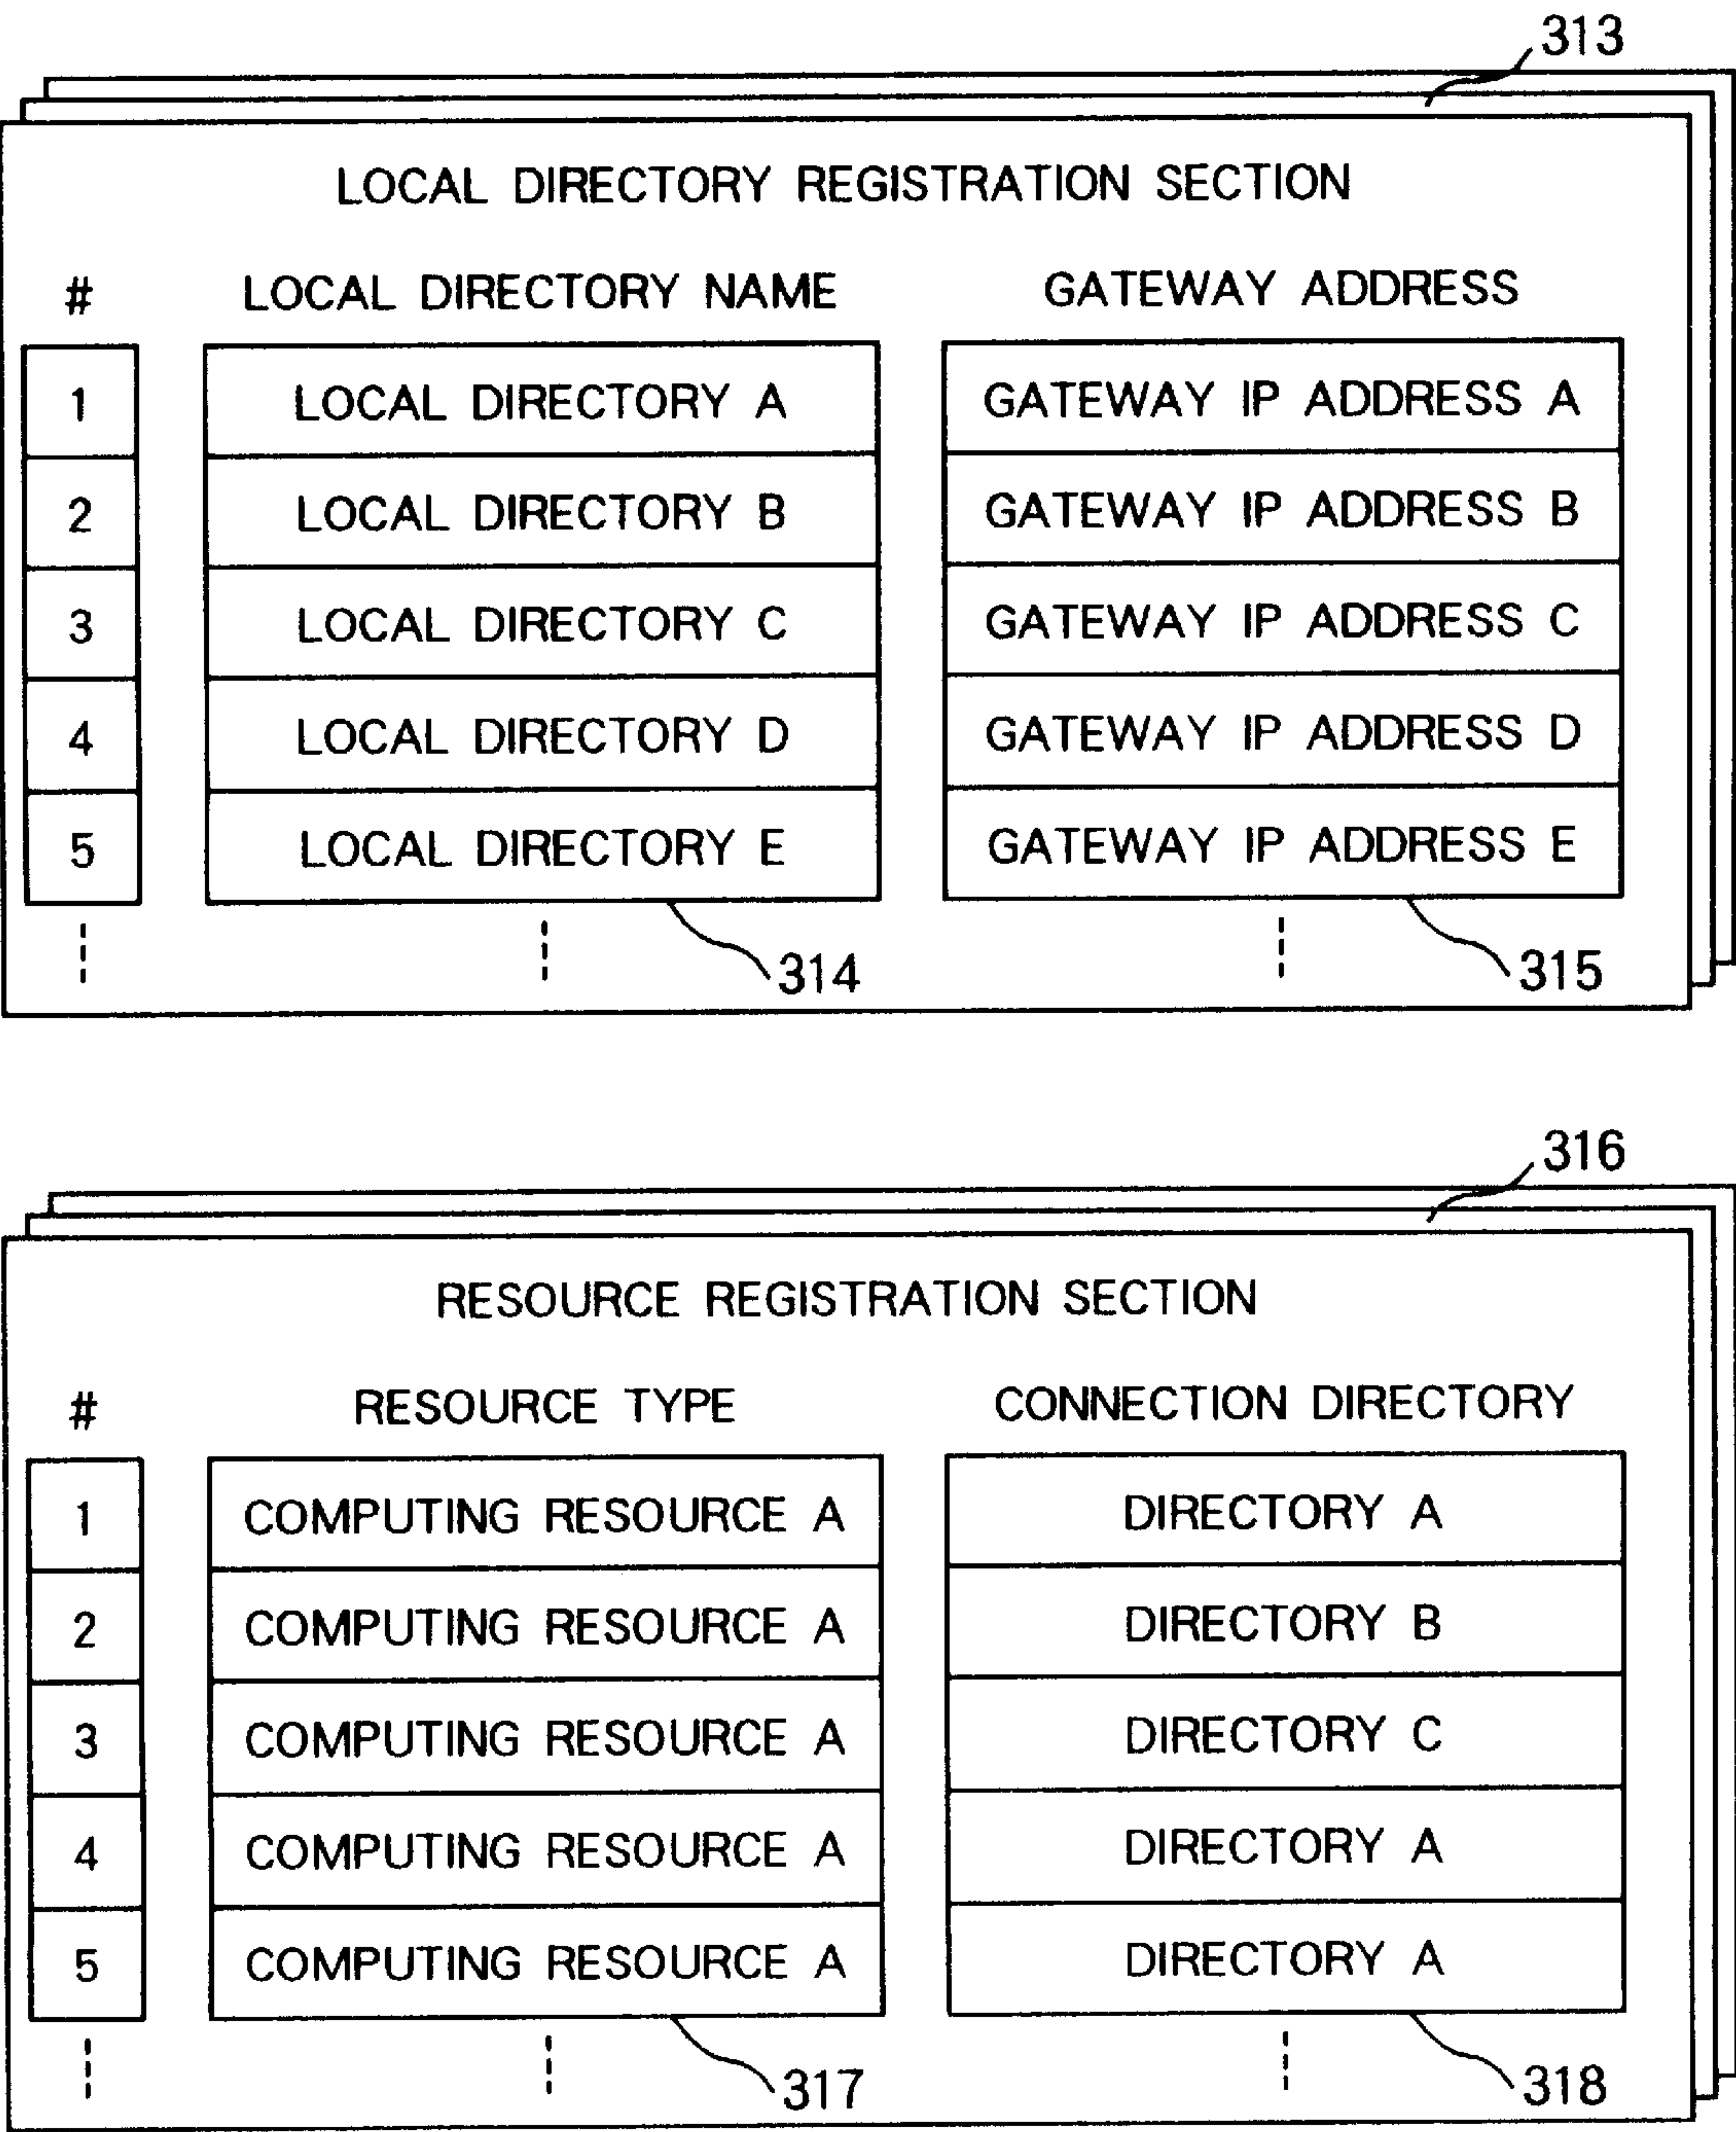 313
LOCAL DIRECTORY REGISTRATION SECTION
# LOCAL DIRECTORY NAME GATEWAY ADDRESS
1 LOCAL DIRECTORY A GATEWAY IP ADDRESS A
2 LOCAL DIRECTORY B GATEWAY IP ADDRESS B
3 LOCAL DIRECTORY C GATEWAY IP ADDRESS C
4 LOCAL DIRECTORY D GATEWAY IP ADDRESS D
5 LOCAL DIRECTORY E GATEWAY IP ADDRESS E
314 315
316
RESOURCE REGISTRATION SECTION
# RESOURCE TYPE CONNECTION DIRECTORY
1 COMPUTING RESOURCE A DIRECTORY A
2 COMPUTING RESOURCE A DIRECTORY B
3 COMPUTING RESOURCE A DIRECTORY C
4 COMPUTING RESOURCE A DIRECTORY A
5 COMPUTING RESOURCE A DIRECTORY A
317 318